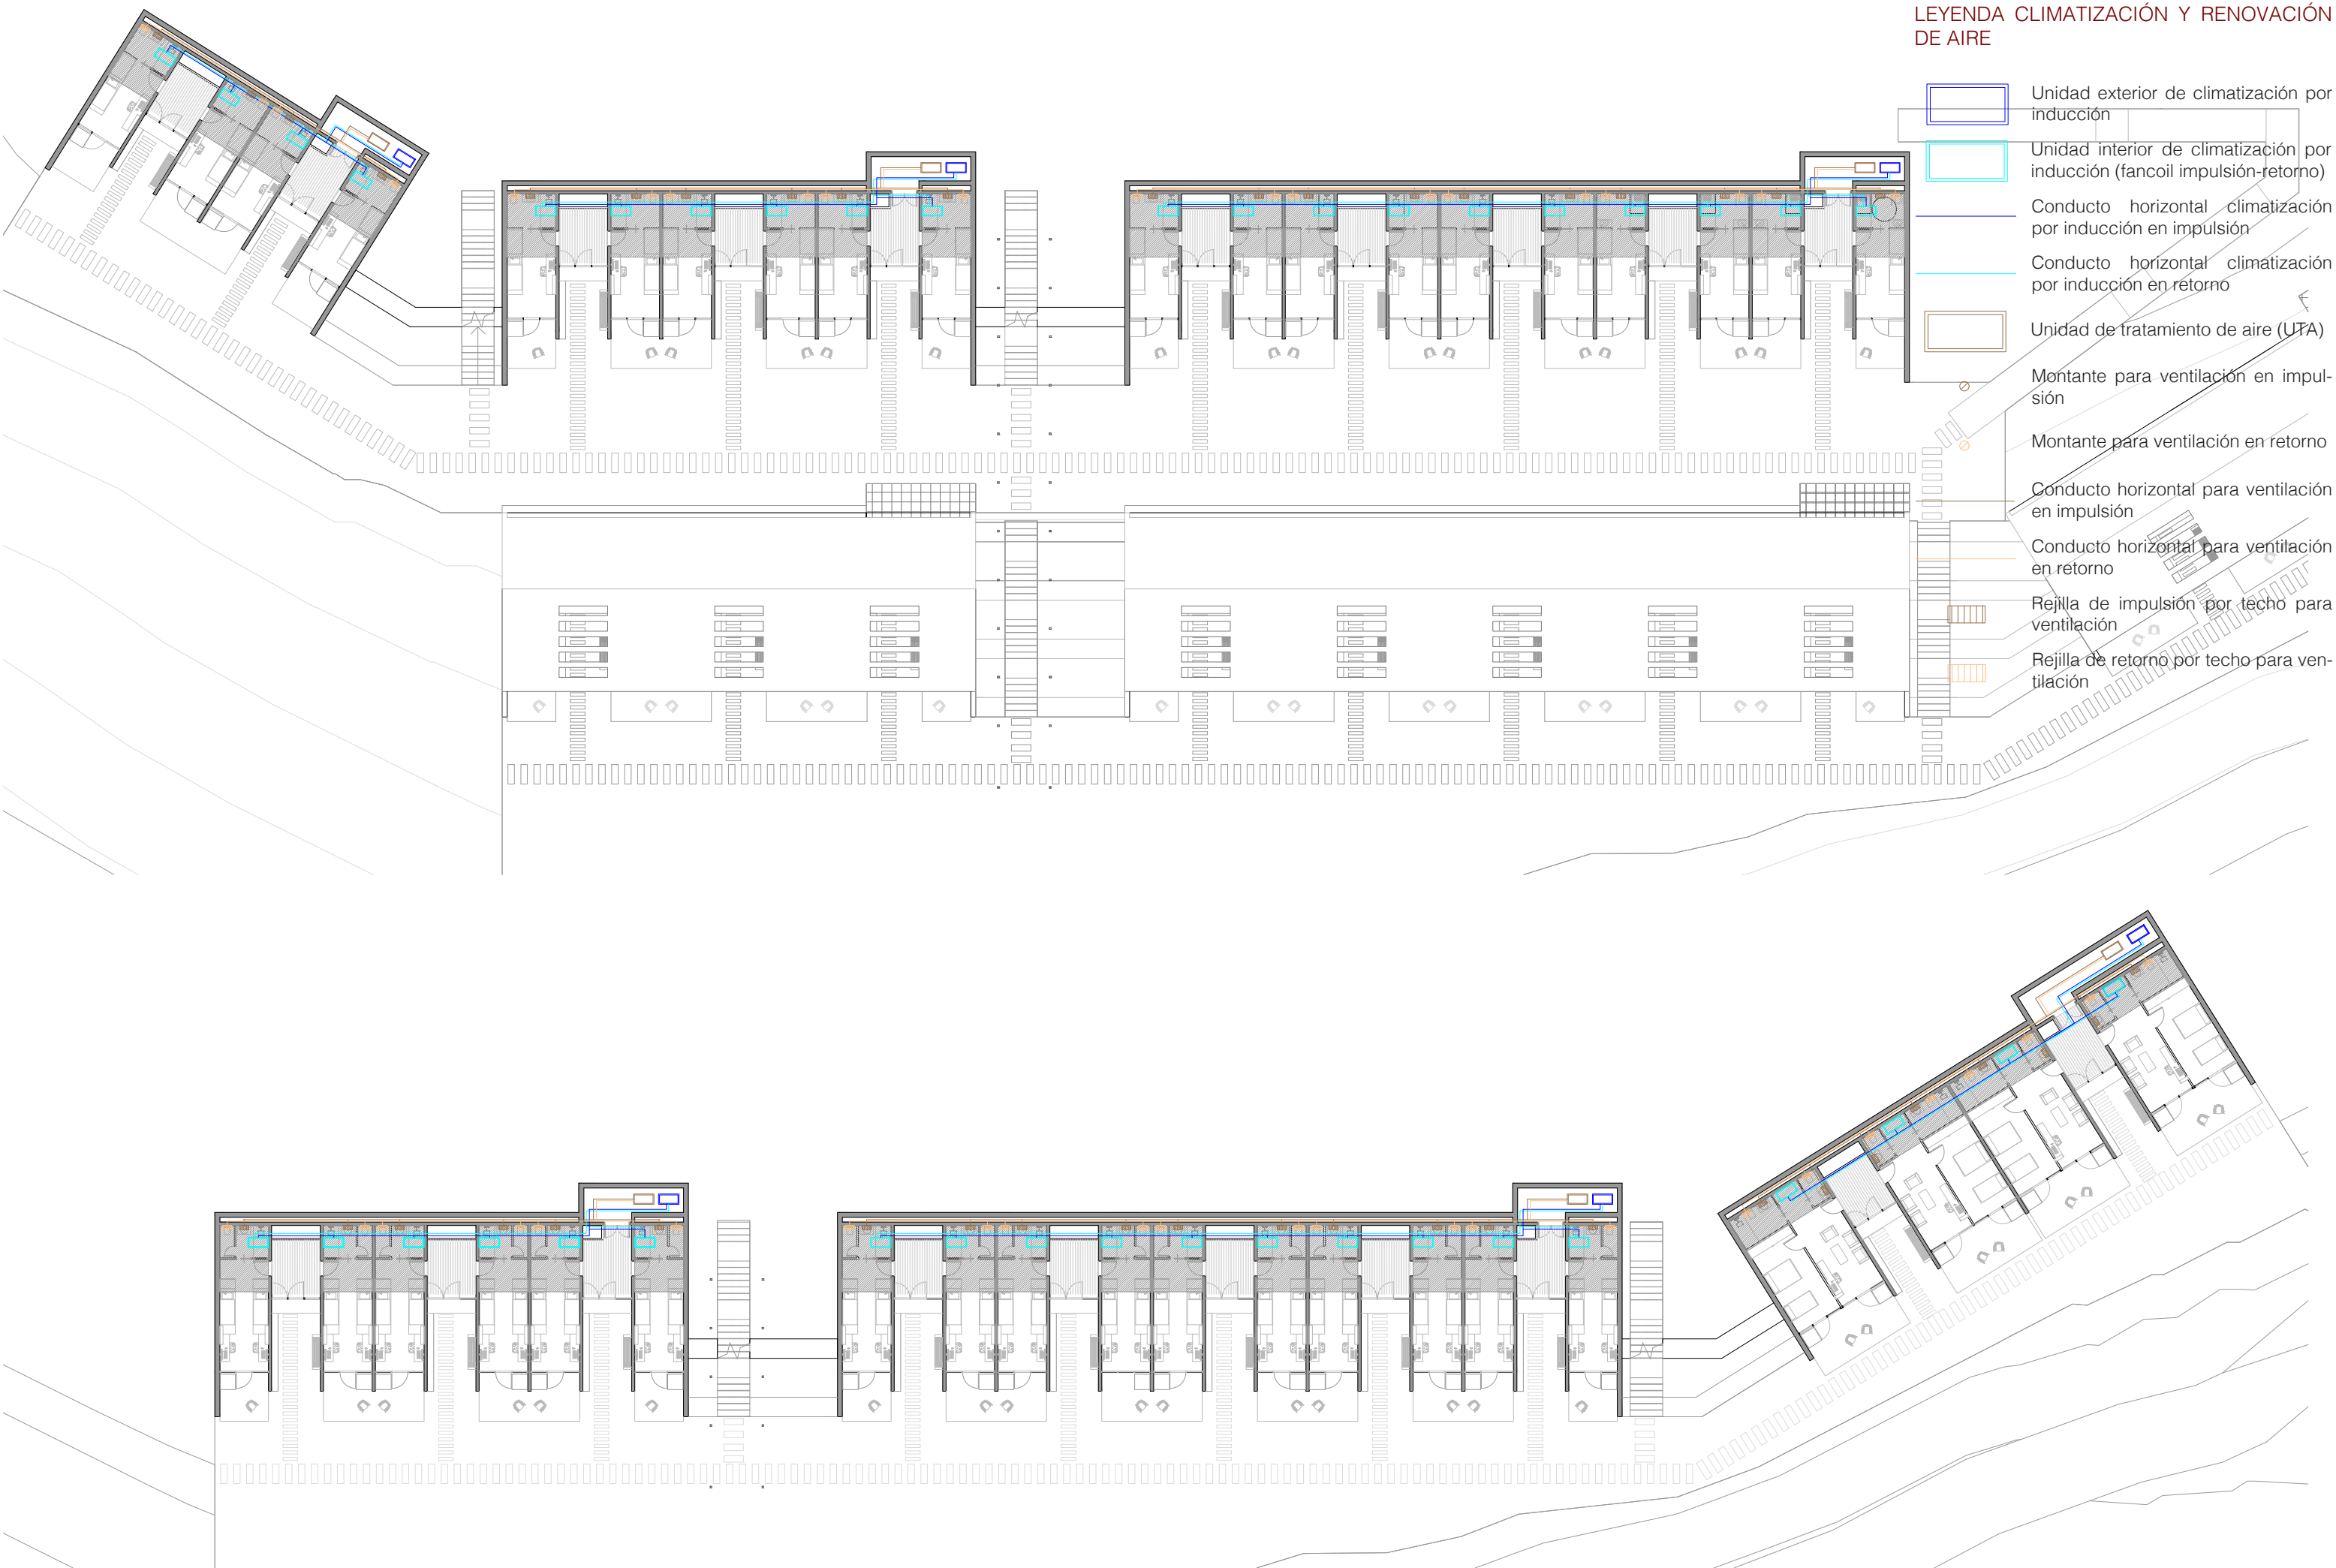 LEYENDA CLIMATIZACIÓN Y RENOVACIÓN
DE AIRE
Unidad exterior de climatización por
inducción
Unidad interior de climatización por
inducción (fancoil impulsión-retorno)
Conducto horizontal climatización
por inducción en impulsión
Conducto horizontal climatización
por inducción en retorno
Unidad de tratamiento de aire (UTA)
Montante para ventilación en impul-
sión
Montante para ventilación en retorno
Conducto horizontal para ventilación
en impulsión
Conducto horizontal para ventilación
en retorno
Rejilla de impulsión por techo para
ventilación
Rejilla de retorno por techo para ven-
tilación